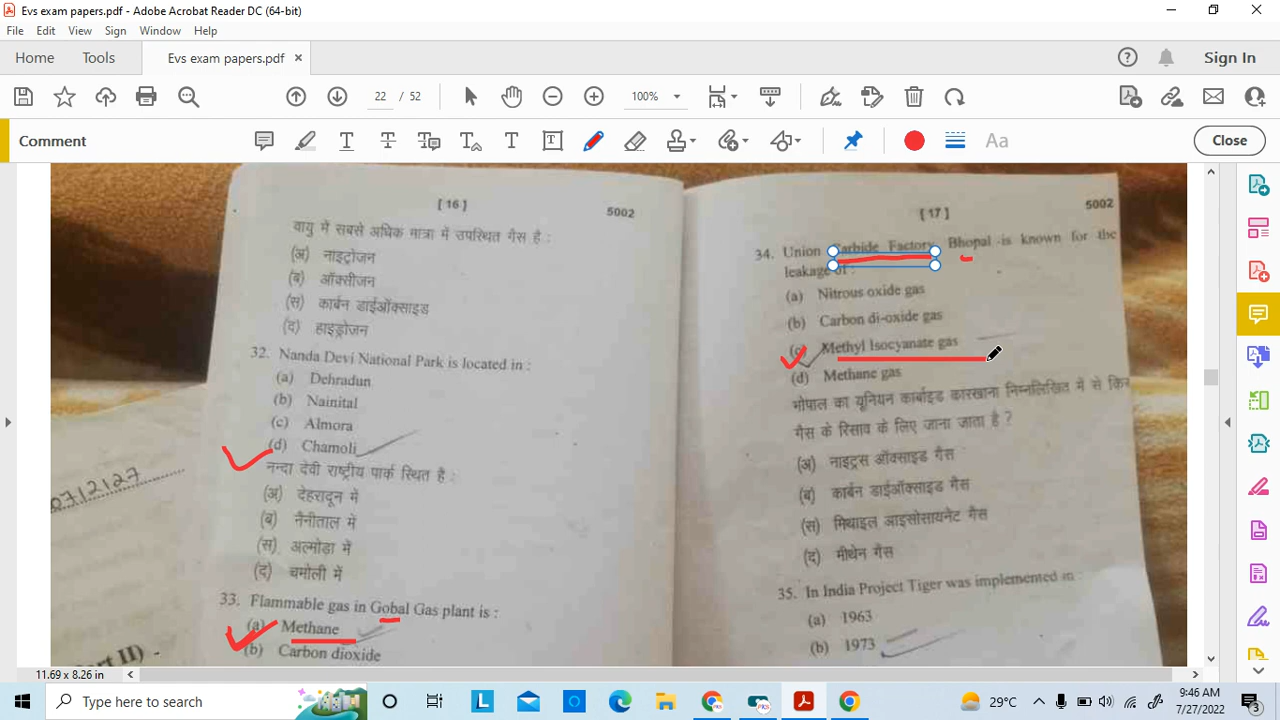 Evs exam papers.pdf - Adobe Acrobat Reader DC (64-bit)
File Edit View Sign Window Help
Home Tools Evs exam papers.pdf × Sign In
22 / 52 100%
Comment Close
[ 16 ]
5002
वायु में सबसे अधिक मात्रा में उपस्थित गैस है :
(अ) नाइट्रोजन
(ब) ऑक्सीजन
(स) कार्बन डाईऑक्साइड
(द) हाइड्रोजन
32. Nanda Devi National Park is located in :
(a) Dehradun
(b) Nainital
(c) Almora
(d) Chamoli
नन्दा देवी राष्ट्रीय पार्क स्थित है :
(अ) देहरादून में
(ब) नैनीताल में
(स) अल्मोडा में
(द) चमोली में
33. Flammable gas in Gobal Gas plant is :
(a) Methane
(b) Carbon dioxide
0712127
art II)
[ 17 ]
5002
34. Union Carbide Factory, Bhopal is known for the
leakage of :
(a) Nitrous oxide gas
(b) Carbon di-oxide gas
(c) Methyl Isocyanate gas
(d) Methane gas
भोपाल का यूनियन कार्बाइड कारखाना निम्नलिखित में से किस
गैस के रिसाव के लिए जाना जाता है ?
(अ) नाइट्रस ऑक्साइड गैस
(ब) कार्बन डाईऑक्साइड गैस
(स) मिथाइल आइसोसायनेट गैस
(द) मीथेन गैस
35. In India Project Tiger was implemented in :
(a) 1963
(b) 1973
11.69 x 8.26 in
Type here to search
29°C
9:46 AM
7/27/2022
3